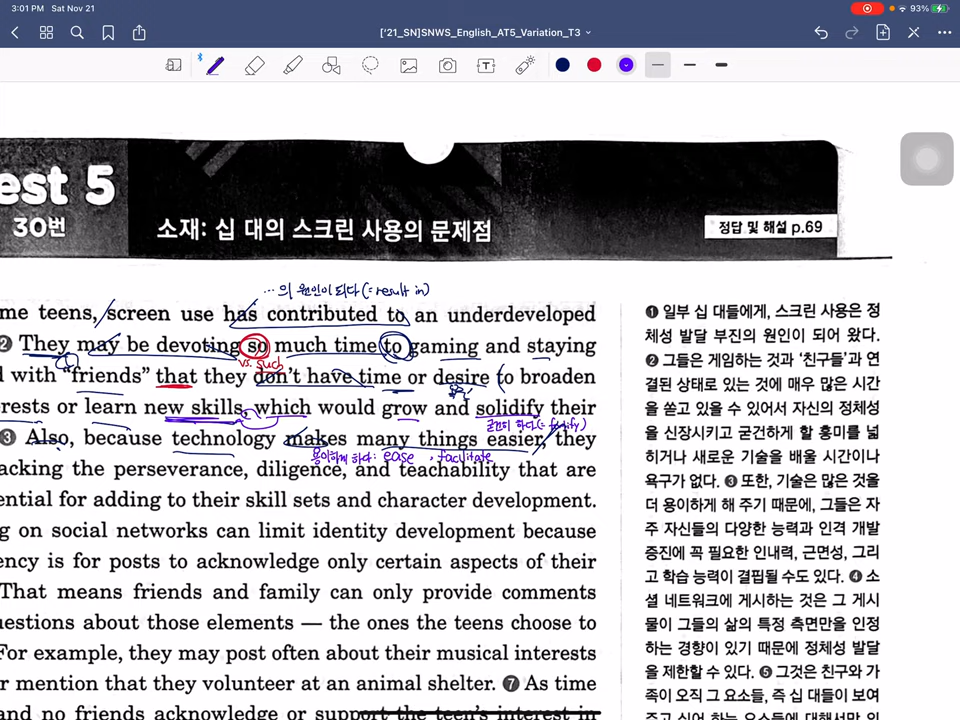 3:01 PM Sat Nov 21
93%
['21_SN]SNWS_English_AT5_Variation_T3
est 5
30번
소재: 십 대의 스크린 사용의 문제점
정답 및 해설 p.69
… 의 원인이 되다(= result in)
me teens, screen use has contributed to an underdeveloped
❷ They may be devoting so much time to gaming and staying
vs. such
d with “friends” that they don’t have time or desire to broaden
rests or learn new skills, which would grow and solidify their
굳건히 하다(= fortify)
❸ Also, because technology makes many things easier, they
용이하게 하다: ease , facilitate
acking the perseverance, diligence, and teachability that are
ential for adding to their skill sets and character development.
g on social networks can limit identity development because
ency is for posts to acknowledge only certain aspects of their
That means friends and family can only provide comments
uestions about those elements — the ones the teens choose to
For example, they may post often about their musical interests
r mention that they volunteer at an animal shelter. ❼ As time
and no friends acknowledge or support the teen’s interest in
❶ 일부 십 대들에게, 스크린 사용은 정
체성 발달 부진의 원인이 되어 왔다.
❷ 그들은 게임하는 것과 ‘친구들’과 연
결된 상태로 있는 것에 매우 많은 시간
을 쏟고 있을 수 있어서 자신의 정체성
을 신장시키고 굳건하게 할 흥미를 넓
히거나 새로운 기술을 배울 시간이나
욕구가 없다. ❸ 또한, 기술은 많은 것을
더 용이하게 해 주기 때문에, 그들은 자
주 자신들의 다양한 능력과 인격 개발
증진에 꼭 필요한 인내력, 근면성, 그리
고 학습 능력이 결핍될 수도 있다. ❹ 소
셜 네트워크에 게시하는 것은 그 게시
물이 그들의 삶의 특정 측면만을 인정
하는 경향이 있기 때문에 정체성 발달
을 제한할 수 있다. ❺ 그것은 친구와 가
족이 오직 그 요소들, 즉 십 대들이 보여